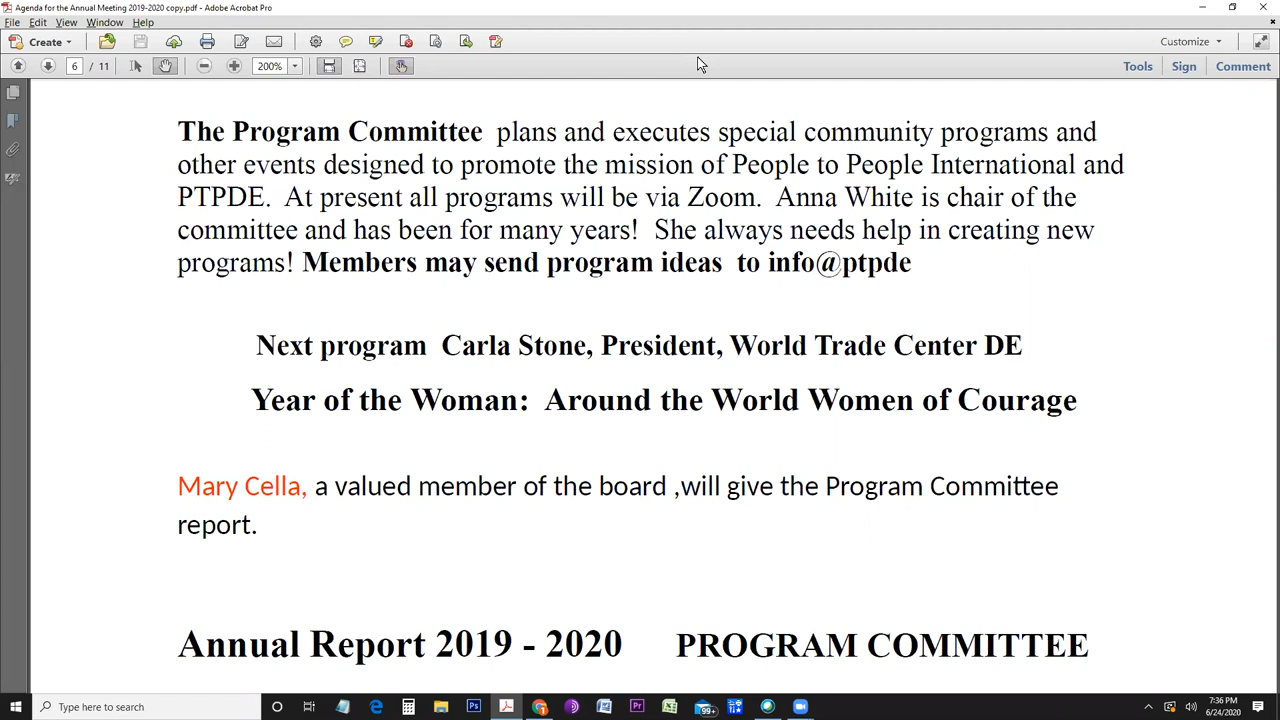 Agenda for the Annual Meeting 2019-2020 copy.pdf - Adobe Acrobat Pro
File Edit View Window Help
Create Customize
6 / 11 200% Tools Sign Comment
The Program Committee plans and executes special community programs and
other events designed to promote the mission of People to People International and
PTPDE. At present all programs will be via Zoom. Anna White is chair of the
committee and has been for many years! She always needs help in creating new
programs! Members may send program ideas to info@ptpde
Next program Carla Stone, President, World Trade Center DE
Year of the Woman: Around the World Women of Courage
Mary Cella, a valued member of the board ,will give the Program Committee
report.
Annual Report 2019 - 2020 PROGRAM COMMITTEE
Type here to search
99+
7:36 PM
6/24/2020